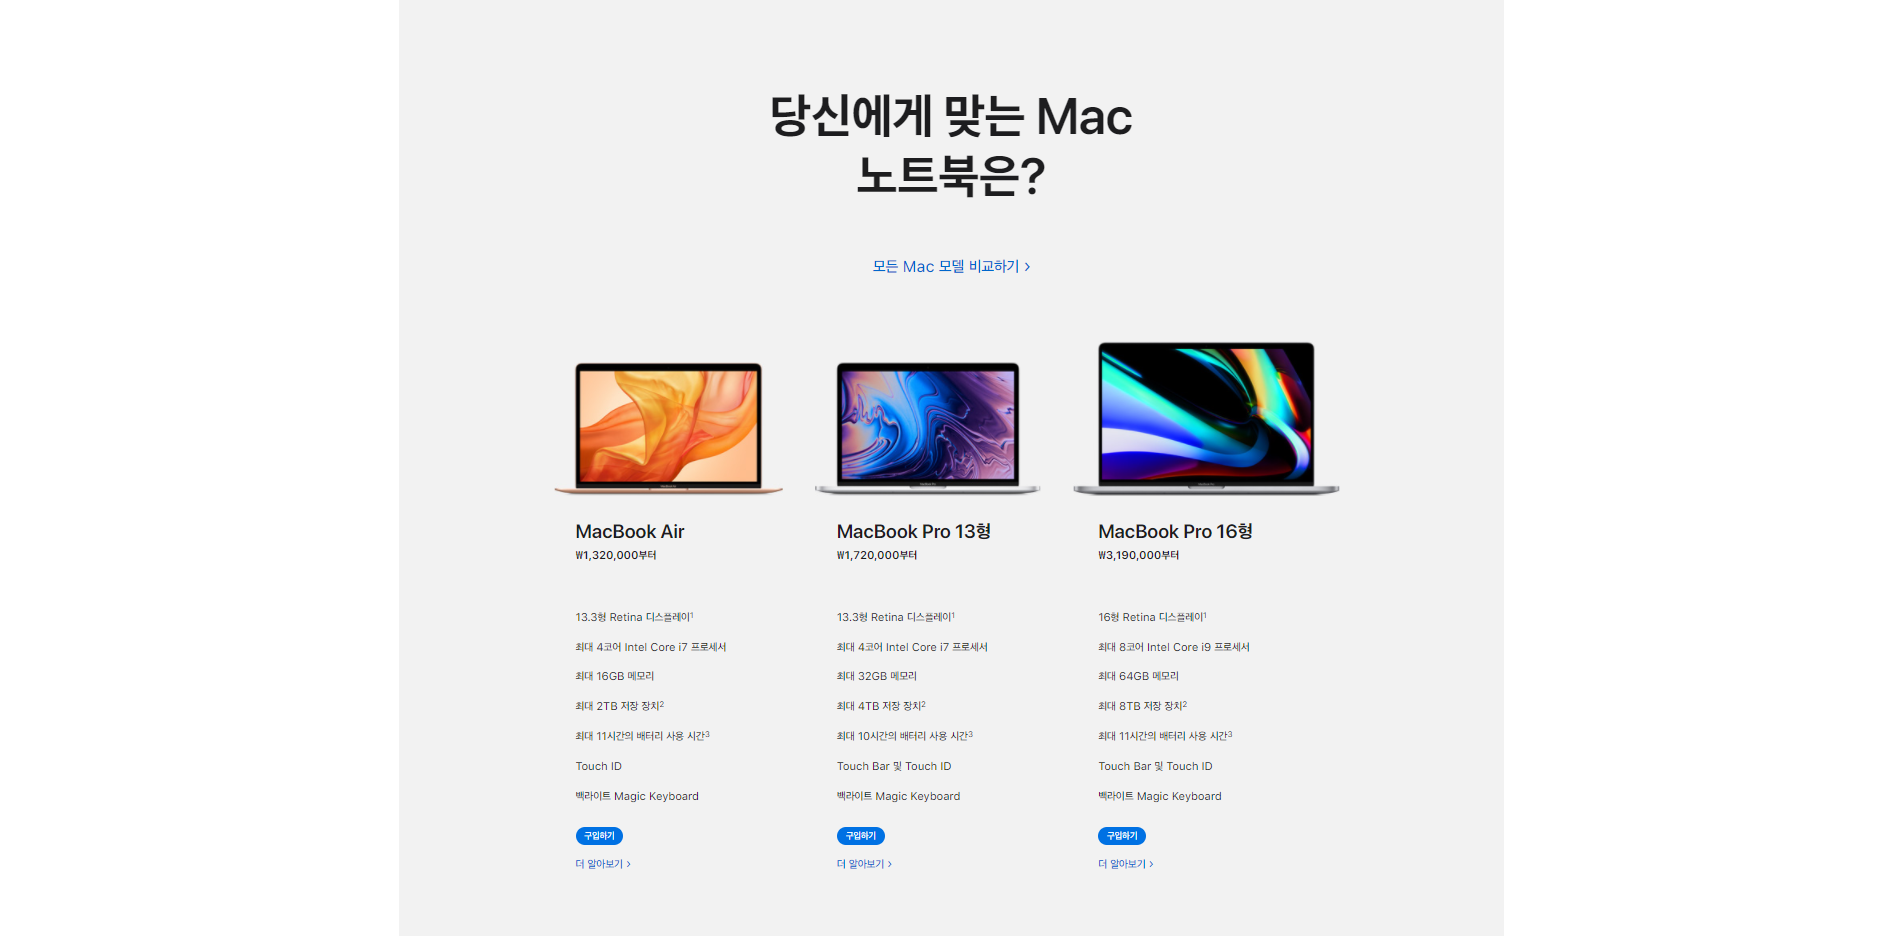 당신에게 맞는 Mac
노트북은?
모든 Mac 모델 비교하기 >
MacBook Air
₩1,320,000부터
13.3형 Retina 디스플레이¹
최대 4코어 Intel Core i7 프로세서
최대 16GB 메모리
최대 2TB 저장 장치²
최대 11시간의 배터리 사용 시간³
Touch ID
백라이트 Magic Keyboard
구입하기
더 알아보기 >
MacBook Pro 13형
₩1,720,000부터
13.3형 Retina 디스플레이¹
최대 4코어 Intel Core i7 프로세서
최대 32GB 메모리
최대 4TB 저장 장치²
최대 10시간의 배터리 사용 시간³
Touch Bar 및 Touch ID
백라이트 Magic Keyboard
구입하기
더 알아보기 >
MacBook Pro 16형
₩3,190,000부터
16형 Retina 디스플레이¹
최대 8코어 Intel Core i9 프로세서
최대 64GB 메모리
최대 8TB 저장 장치²
최대 11시간의 배터리 사용 시간³
Touch Bar 및 Touch ID
백라이트 Magic Keyboard
구입하기
더 알아보기 >